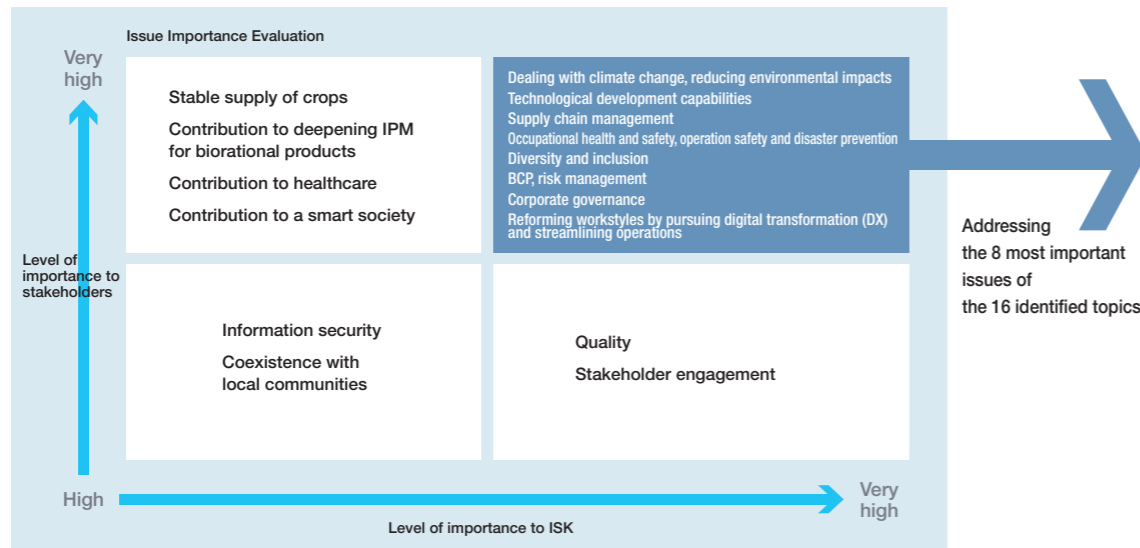 Issue Importance Evaluation
Very
high
Stable supply of crops
Contribution to deepening IPM
for biorational products
Contribution to healthcare
Contribution to a smart society
Dealing with climate change, reducing environmental impacts
Technological development capabilities
Supply chain management
Occupational health and safety, operation safety and disaster prevention
Diversity and inclusion
BCP, risk management
Corporate governance
Reforming workstyles by pursuing digital transformation (DX)
and streamlining operations
Addressing
the 8 most important
issues of
the 16 identified topics
Level of
importance to
stakeholders
Information security
Coexistence with
local communities
Quality
Stakeholder engagement
High
Very
high
Level of importance to ISK